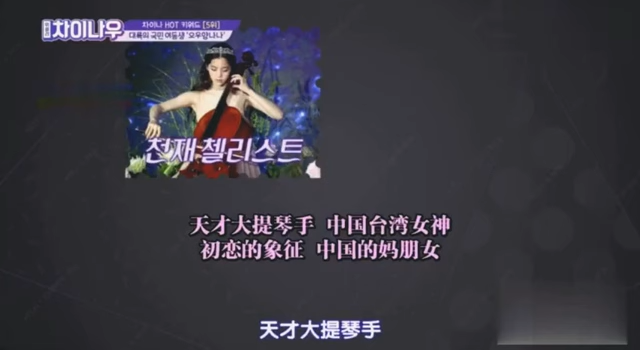 차이나우
차이나 HOT 키워드 [5위]
대륙의 국민 여동생 '오우양나나'
천재 첼리스트
天才大提琴手 中国台湾女神
初恋的象征 中国的妈朋女
天才大提琴手